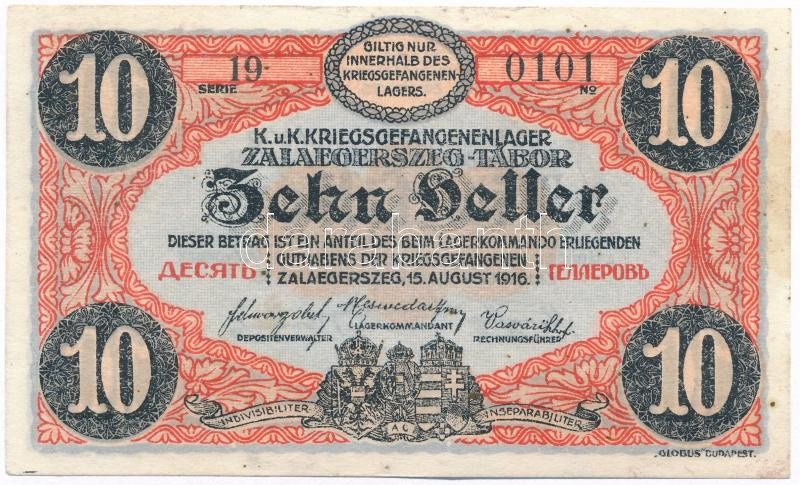 10
GILTIG NUR
INNERHALB DES
KRIEGSGEFANGENEN-
LAGERS.
10
19·
SERIE
0101
№
K.u.K.KRIEGSGEFANGENENLAGER
ZALAEGERSZEG-TÁBOR
Zehn Heller
DIESER BETRAG IST EIN ANTEIL DES BEIM LAGERKOMMANDO ERLIEGENDEN
GUTHABENS DER KRIEGSGEFANGENEN.
ДЕСЯТЬ ГЕЛЛЕРОВЪ
ZALAEGERSZEG, 15. AUGUST 1916.
DEPOSITENVERWALTER
LAGERKOMMANDANT
RECHNUNGSFÜHRER
10
10
INDIVISIBILITER
INSEPARABILITER
„GLOBUS" BUDAPEST.